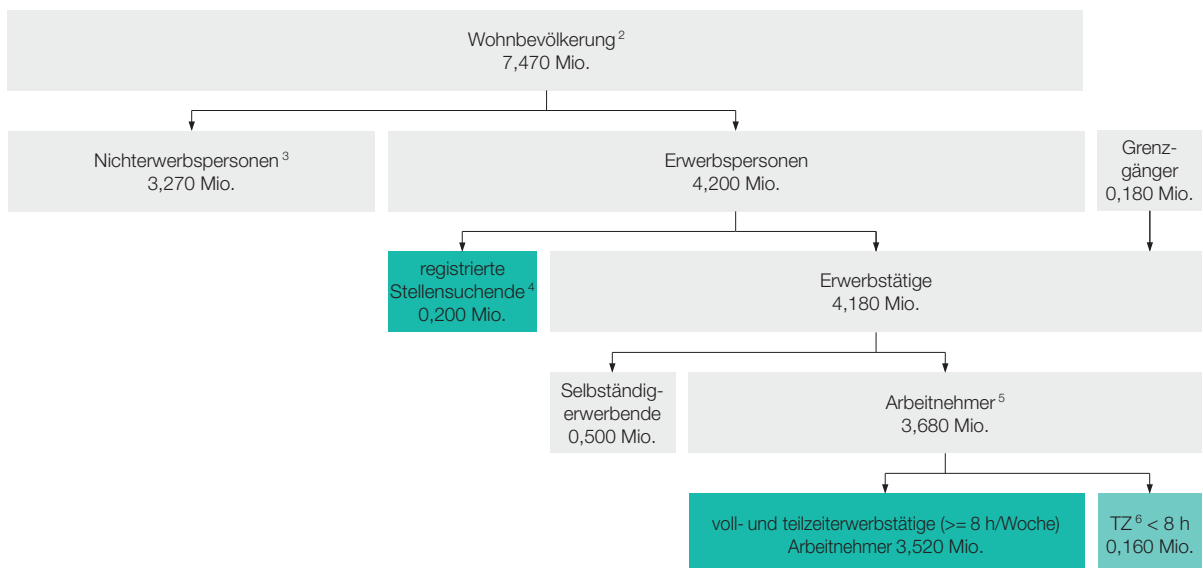 Wohnbevölkerung ²
7,470 Mio.
Nichterwerbspersonen ³
3,270 Mio.
Erwerbspersonen
4,200 Mio.
Grenz-
gänger
0,180 Mio.
registrierte
Stellensuchende ⁴
0,200 Mio.
Erwerbstätige
4,180 Mio.
Selbständig-
erwerbende
0,500 Mio.
Arbeitnehmer ⁵
3,680 Mio.
voll- und teilzeiterwerbstätige (>= 8 h/Woche)
Arbeitnehmer 3,520 Mio.
TZ ⁶ < 8 h
0,160 Mio.